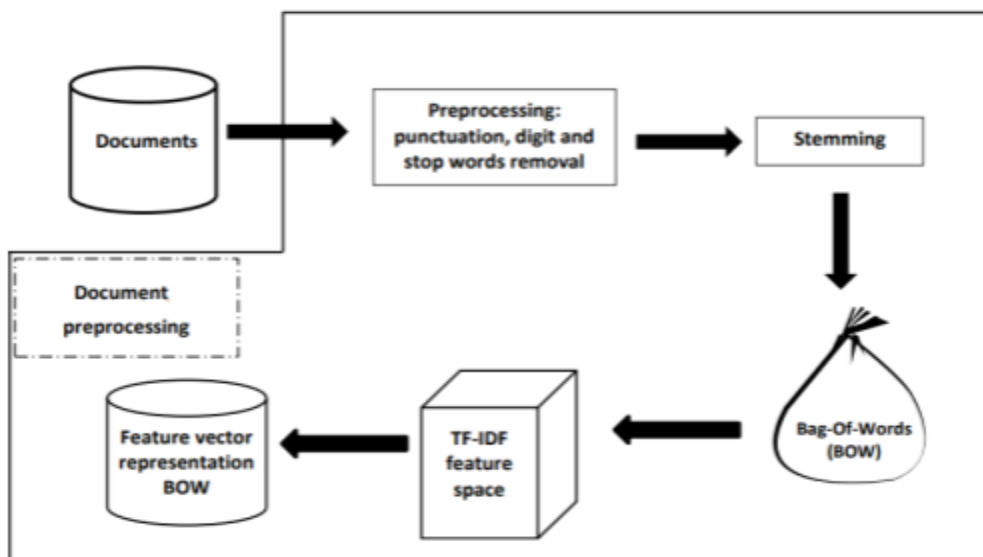 Documents
Preprocessing:
punctuation, digit and
stop words removal
Stemming
Document
preprocessing
Bag-Of-Words
(BOW)
TF-IDF
feature
space
Feature vector
representation
BOW